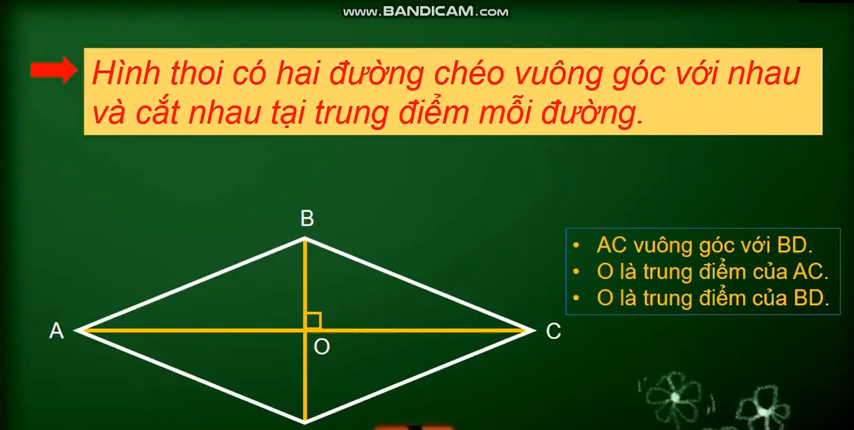 www.BANDICAM.com
Hình thoi có hai đường chéo vuông góc với nhau
và cắt nhau tại trung điểm mỗi đường.
B
• AC vuông góc với BD.
• O là trung điểm của AC.
• O là trung điểm của BD.
A
C
O